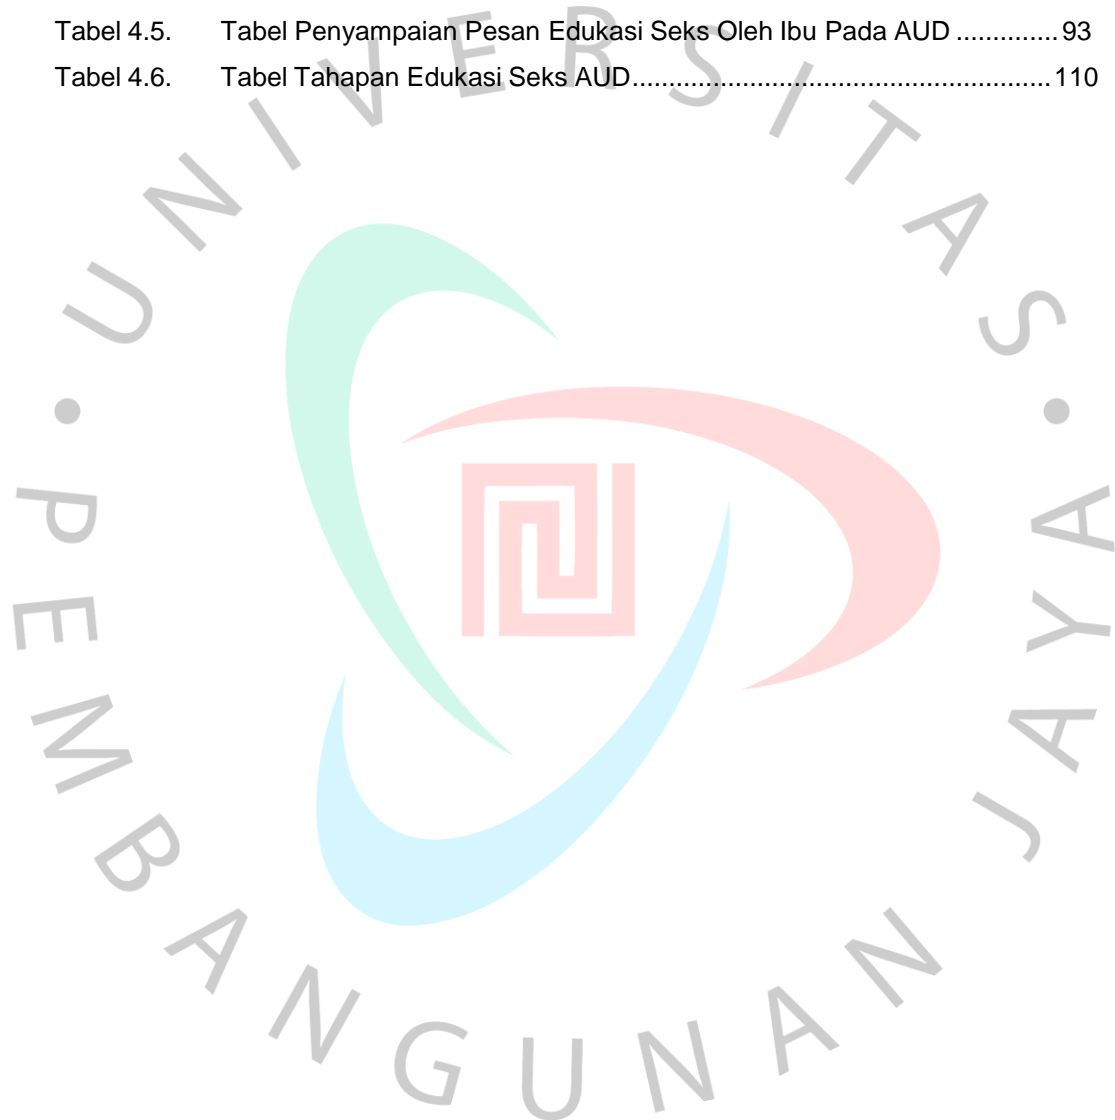 Tabel 4.5. Tabel Penyampaian Pesan Edukasi Seks Oleh Ibu Pada AUD .............. 93
Tabel 4.6. Tabel Tahapan Edukasi Seks AUD......................................................... 110
UNIVERSITAS • PEMBANGUNAN JAYA •